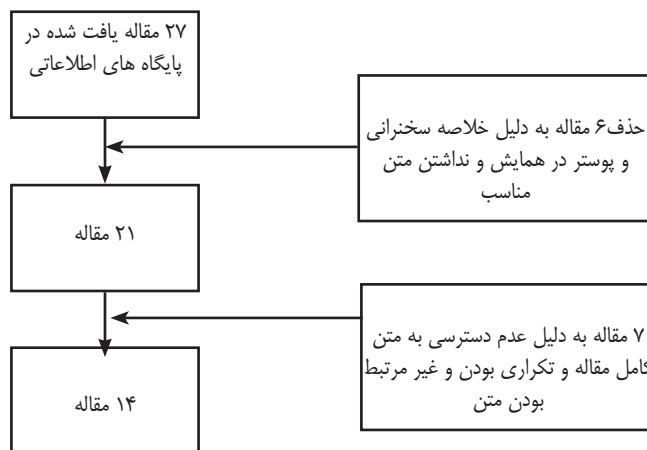 ۲۷ مقاله یافت شده در
پایگاه های اطلاعاتی
حذف۶ مقاله به دلیل خلاصه سخنرانی
و پوستر در همایش و نداشتن متن
مناسب
۲۱ مقاله
۷ مقاله به دلیل عدم دسترسی به متن
کامل مقاله و تکراری بودن و غیر مرتبط
بودن متن
۱۴ مقاله